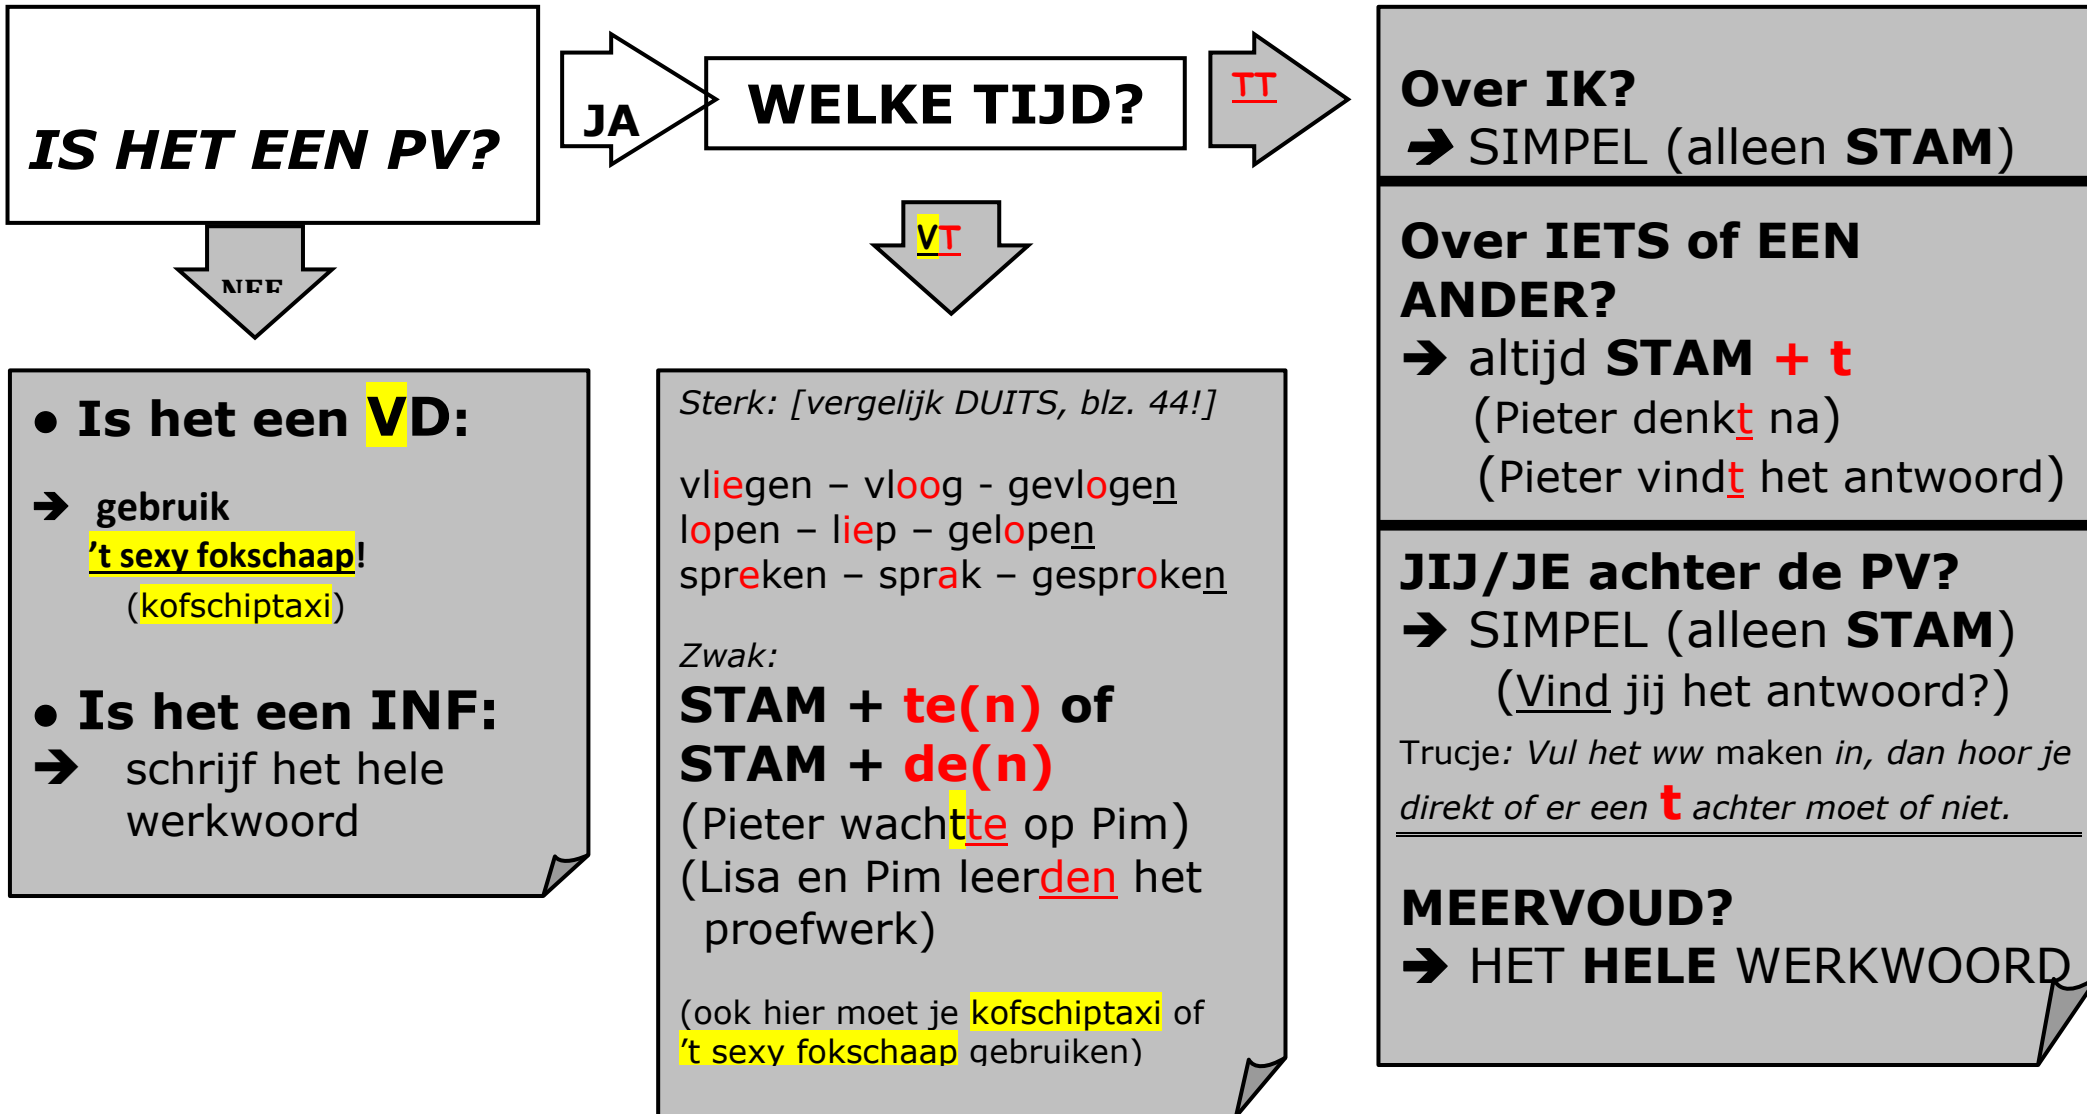 IS HET EEN PV?
JA
WELKE TIJD?
TT
NEE
VT
● Is het een VD:
➔ gebruik
’t sexy fokschaap!
(kofschiptaxi)
● Is het een INF:
➔ schrijf het hele
werkwoord
Sterk: [vergelijk DUITS, blz. 44!]
vliegen – vloog - gevlogen
lopen – liep – gelopen
spreken – sprak – gesproken
Zwak:
STAM + te(n) of
STAM + de(n)
(Pieter wachtte op Pim)
(Lisa en Pim leerden het
proefwerk)
(ook hier moet je kofschiptaxi of
’t sexy fokschaap gebruiken)
Over IK?
➔ SIMPEL (alleen STAM)
Over IETS of EEN
ANDER?
➔ altijd STAM + t
(Pieter denkt na)
(Pieter vindt het antwoord)
JIJ/JE achter de PV?
➔ SIMPEL (alleen STAM)
(Vind jij het antwoord?)
Trucje: Vul het ww maken in, dan hoor je
direkt of er een t achter moet of niet.
MEERVOUD?
➔ HET HELE WERKWOORD